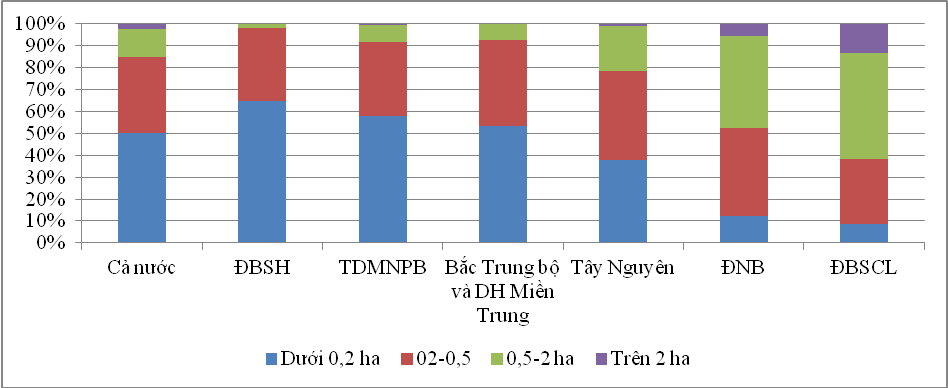 100%
90%
80%
70%
60%
50%
40%
30%
20%
10%
0%
Cả nước ĐBSH TDMNPB Bắc Trung bộ Tây Nguyên ĐNB ĐBSCL
và DH Miền
Trung
Dưới 0,2 ha 02-0,5 0,5-2 ha Trên 2 ha